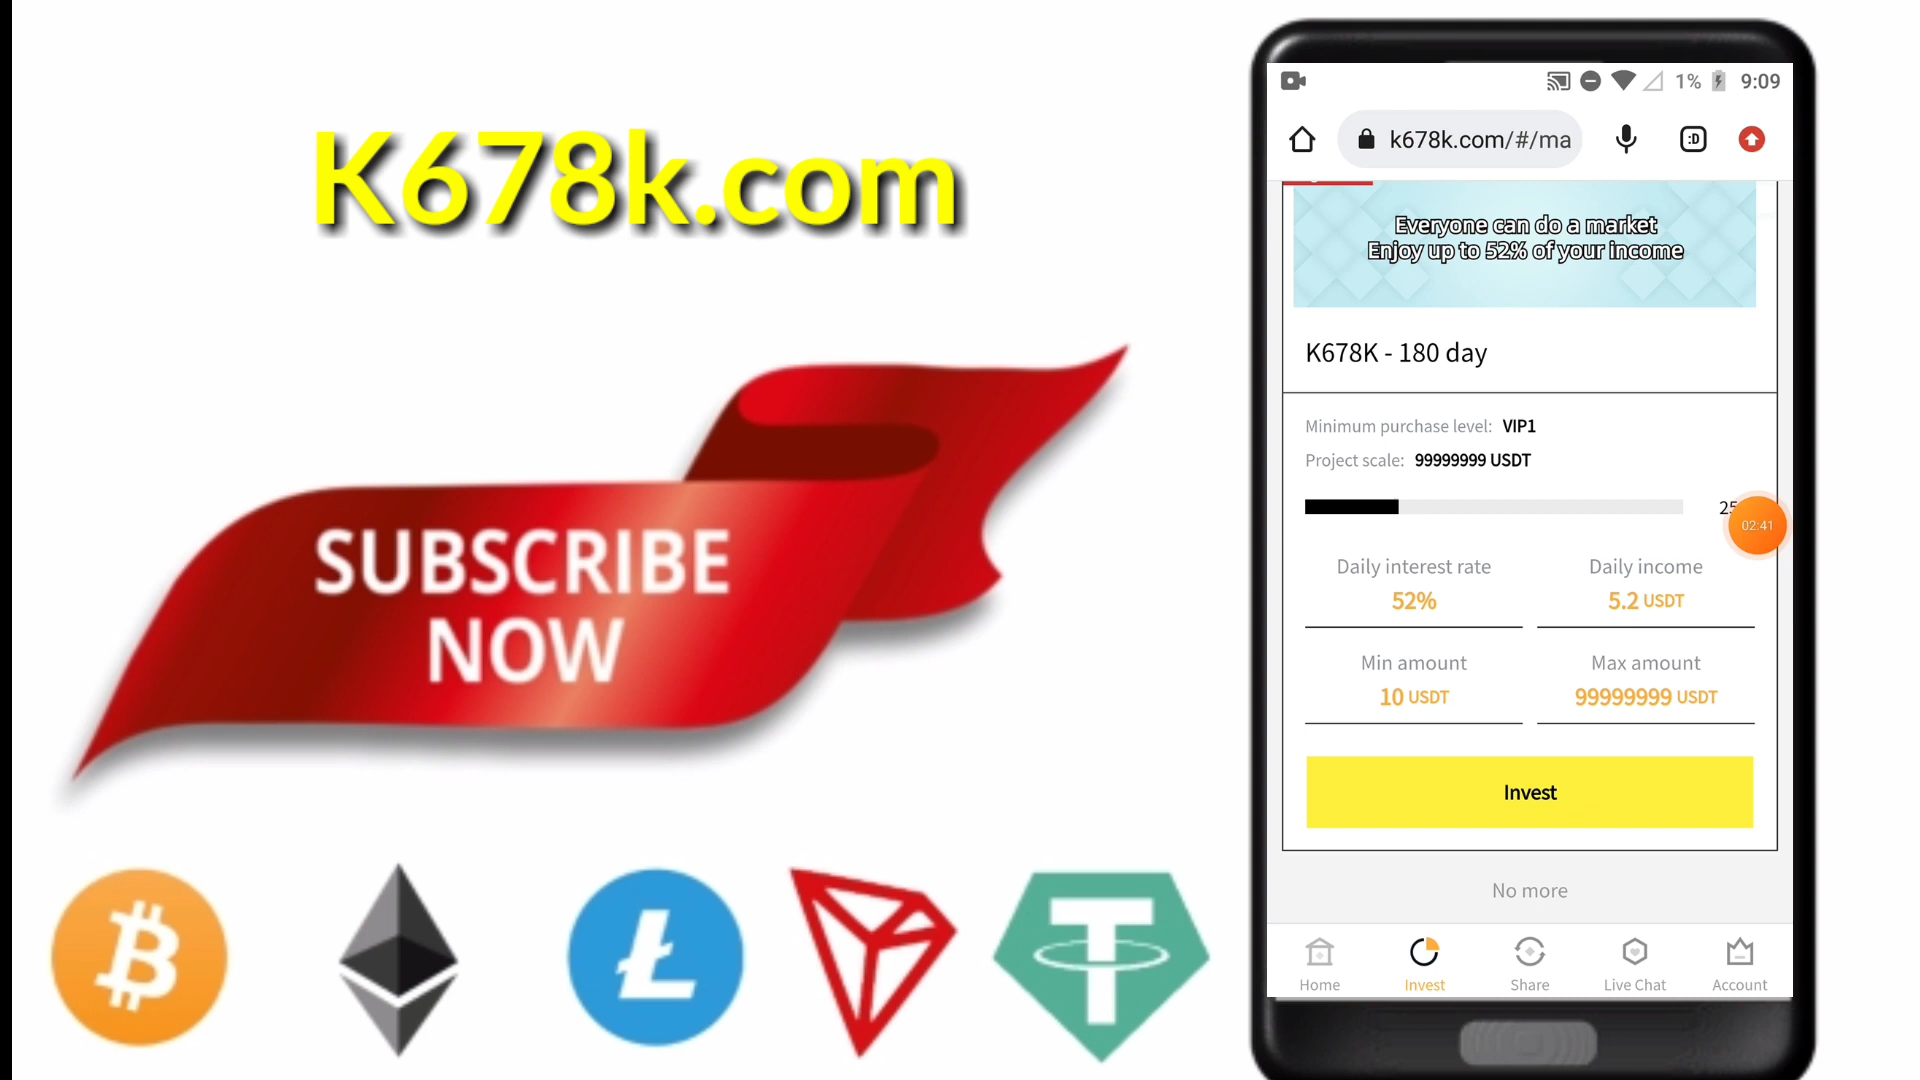 K678k.com
SUBSCRIBE
NOW
1% 9:09
k678k.com/#/ma
:D
Everyone can do a market
Enjoy up to 52% of your income
K678K - 180 day
Minimum purchase level: VIP1
Project scale: 99999999 USDT
02:41
Daily interest rate
52%
Daily income
5.2 USDT
Min amount
10 USDT
Max amount
99999999 USDT
Invest
No more
Home
Invest
Share
Live Chat
Account